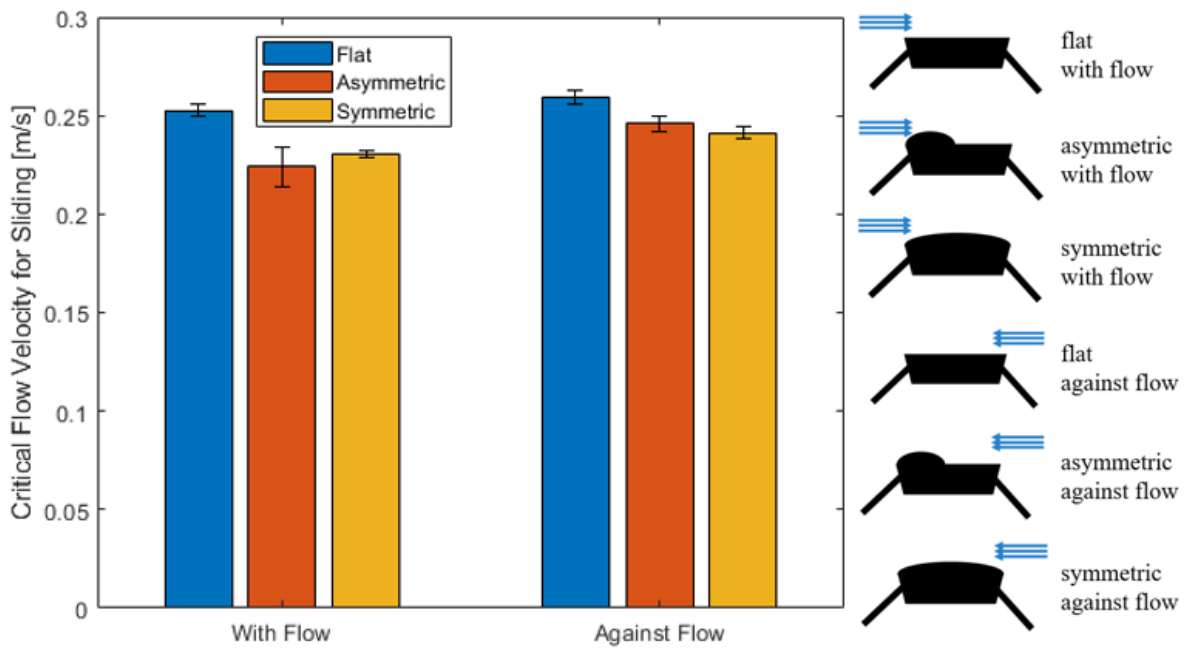 Critical Flow Velocity for Sliding [m/s]
0.3
0.25
0.2
0.15
0.1
0.05
0
Flat
Asymmetric
Symmetric
With Flow
Against Flow
flat
with flow
asymmetric
with flow
symmetric
with flow
flat
against flow
asymmetric
against flow
symmetric
against flow